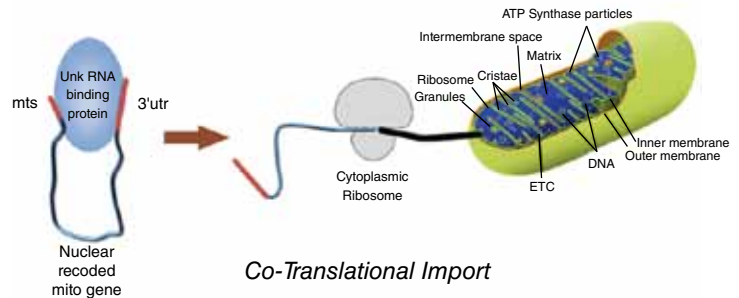 Unk RNA
binding
protein
mts
3'utr
Nuclear
recoded
mito gene
Cytoplasmic
Ribosome
ATP Synthase particles
Intermembrane space
Matrix
Cristae
Ribosome
Granules
Inner membrane
Outer membrane
DNA
ETC
Co-Translational Import